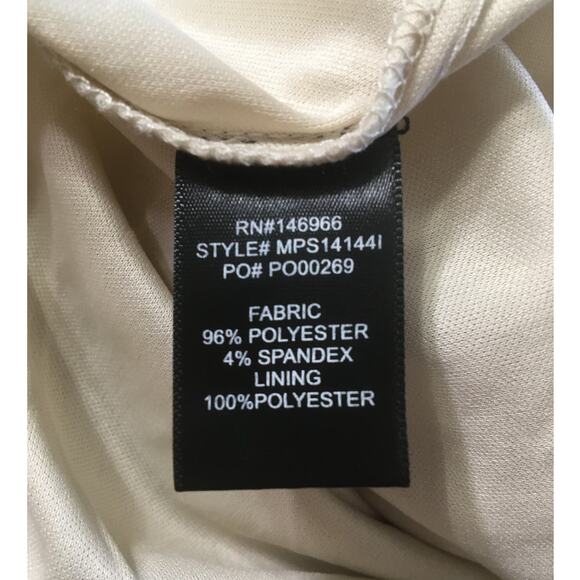 RN#146966
STYLE# MPS14144I
PO# PO00269
FABRIC
96% POLYESTER
4% SPANDEX
LINING
100%POLYESTER